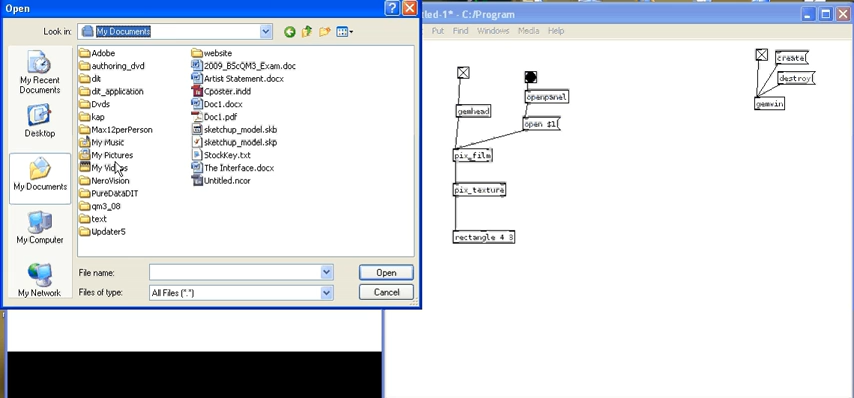 Open
Look in:
My Documents
My Recent
Documents
Desktop
My Documents
My Computer
My Network
Adobe
authoring_dvd
dit
dit_application
Dvds
kap
Max12perPerson
My Music
My Pictures
NeroVision
PureDataDIT
qm3_08
text
Updater5
website
2009_BScQM3_Exam.doc
Artist Statement.docx
Cposter.indd
Doc1.docx
Doc1.pdf
sketchup_model.skb
sketchup_model.skp
StockKey.txt
The Interface.docx
Untitled.ncor
File name:
Open
Files of type:
All Files (*.*)
Cancel
tled-1* - C:/Program
Put Find Windows Media Help
gemhead
openpanel
open $1
pix_film
pix_texture
rectangle 4 3
create
destroy
gemwin